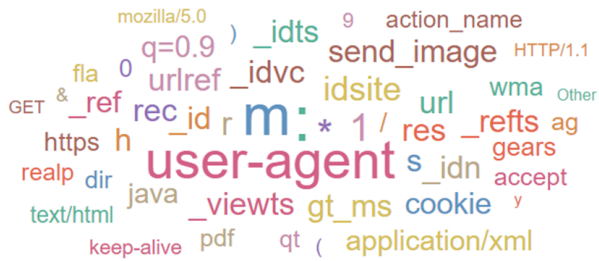 mozilla/5.0 ) _idts 9 action_name
q=0.9 send_image HTTP/1.1
fla 0 urlref _idvc idsite wma Other
GET & _ref rec _id r m: * 1 / url res _refts ag
https h user-agent s _idn gears
realp dir java accept
text/html _viewts gt_ms cookie y
keep-alive pdf qt ( application/xml